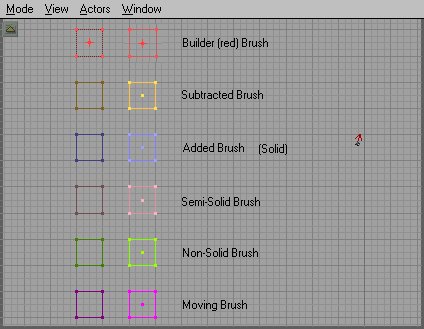 Mode View Actors Window
Builder (red) Brush
Subtracted Brush
Added Brush (Solid)
Semi-Solid Brush
Non-Solid Brush
Moving Brush